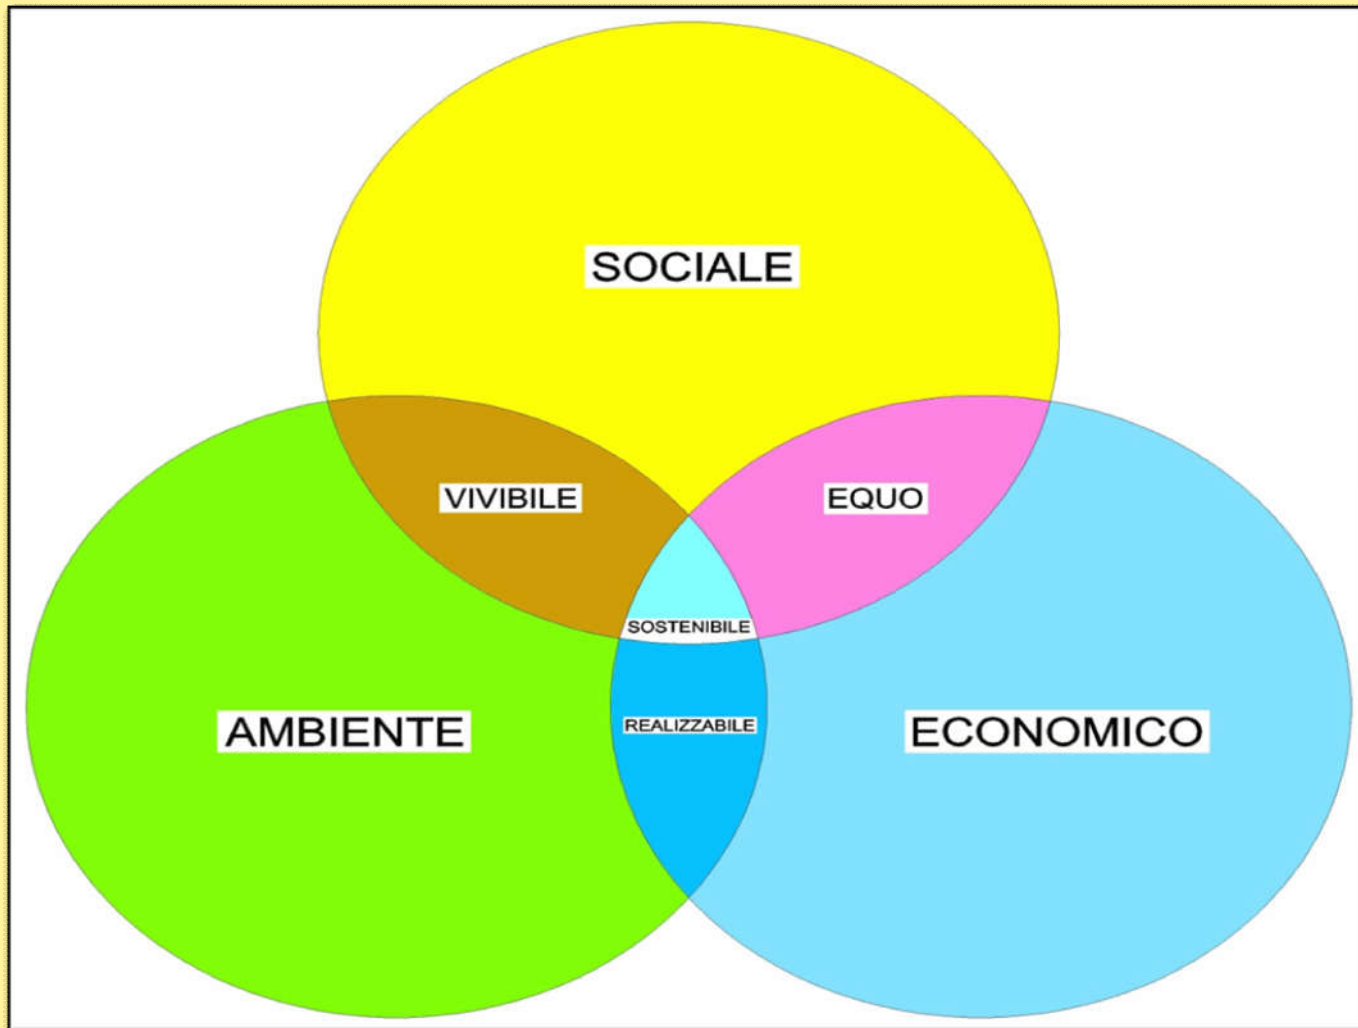 SOCIALE
VIVIBILE
EQUO
SOSTENIBILE
REALIZZABILE
AMBIENTE
ECONOMICO